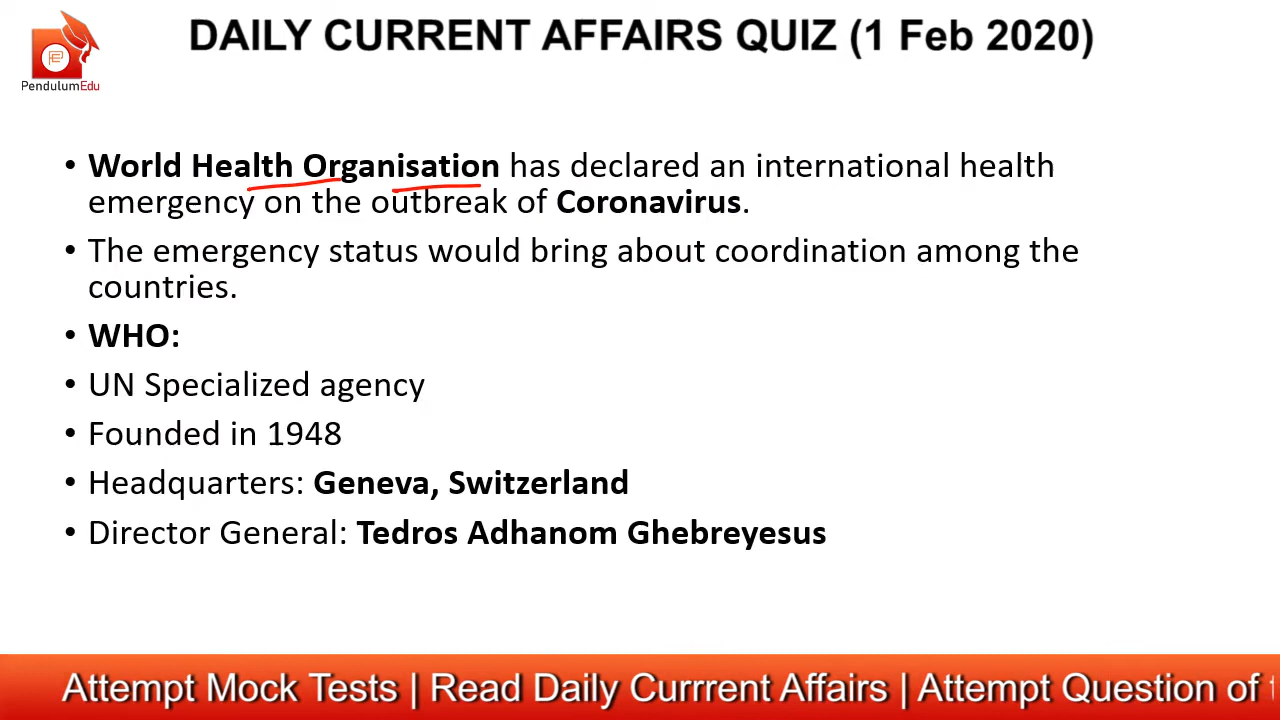 DAILY CURRENT AFFAIRS QUIZ (1 Feb 2020)
PendulumEdu
• World Health Organisation has declared an international health
emergency on the outbreak of Coronavirus.
• The emergency status would bring about coordination among the
countries.
• WHO:
• UN Specialized agency
• Founded in 1948
• Headquarters: Geneva, Switzerland
• Director General: Tedros Adhanom Ghebreyesus
Attempt Mock Tests | Read Daily Currrent Affairs | Attempt Question of t